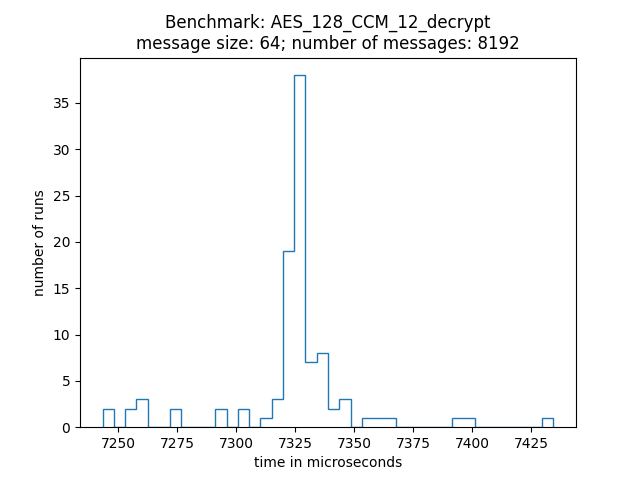 Benchmark: AES_128_CCM_12_decrypt
message size: 64; number of messages: 8192
number of runs
35
30
25
20
15
10
5
0
7250 7275 7300 7325 7350 7375 7400 7425
time in microseconds